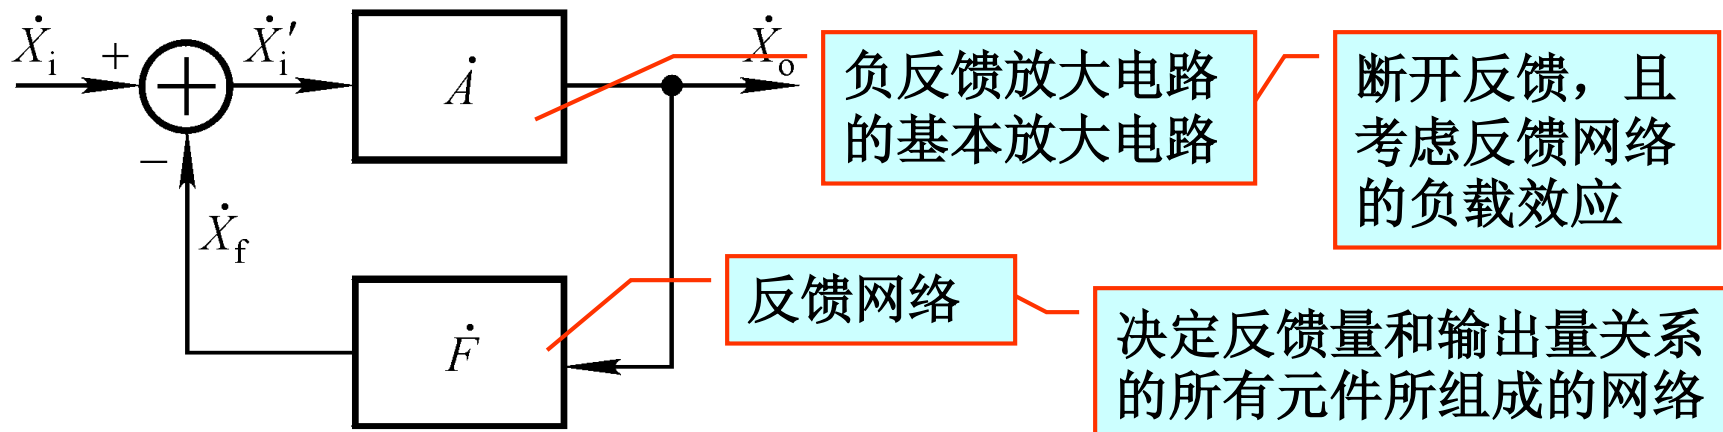 Ẋi
+
Ẋi′
Ȧ
Ẋo
−
Ẋf
Ḟ
负反馈放大电路
的基本放大电路
断开反馈，且
考虑反馈网络
的负载效应
反馈网络
决定反馈量和输出量关系
的所有元件所组成的网络